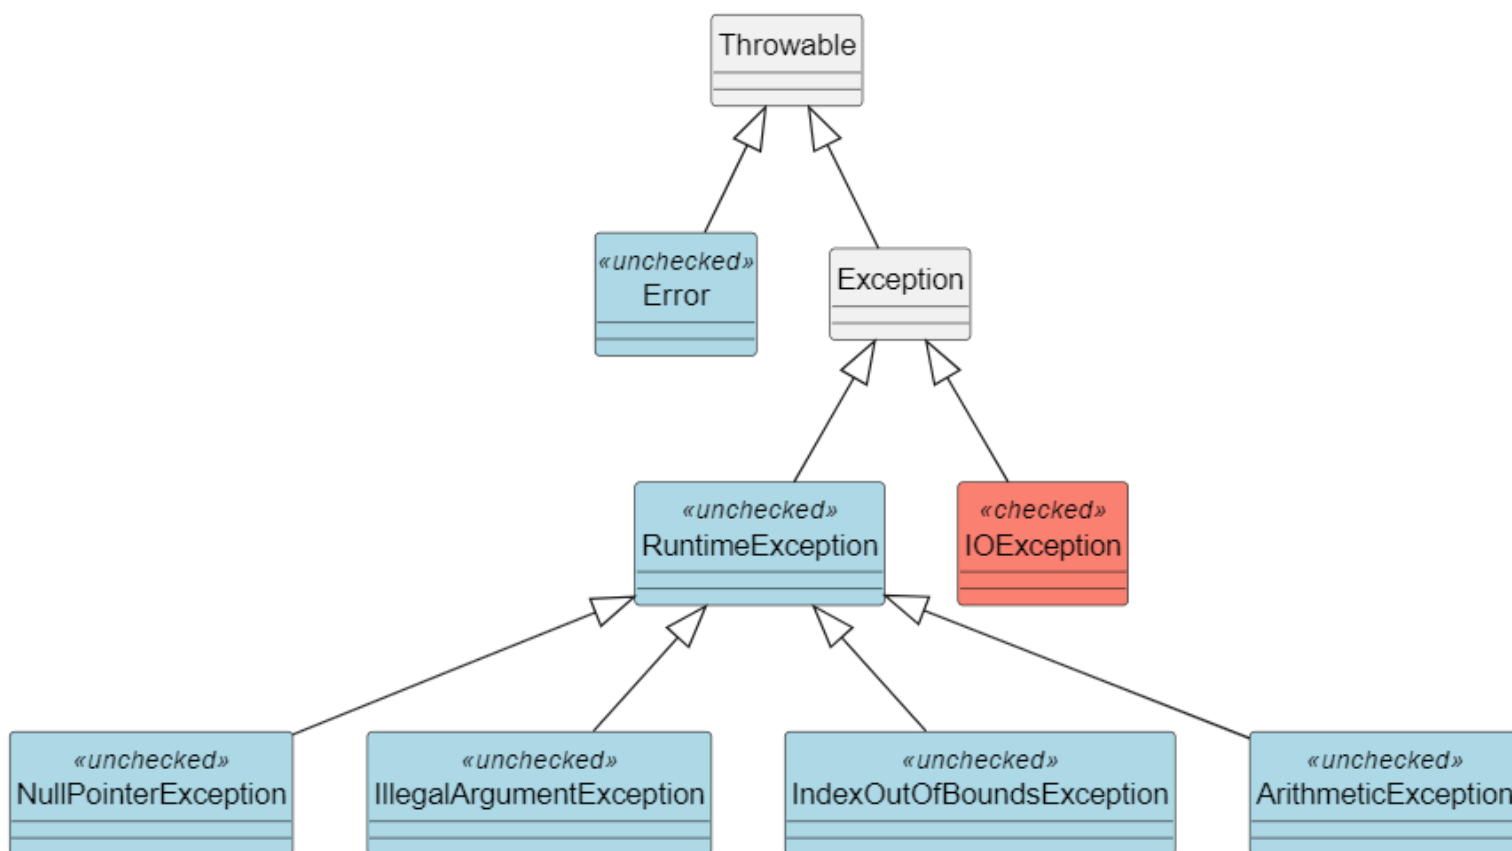 Throwable
«unchecked»
Error
Exception
«unchecked»
RuntimeException
«checked»
IOException
«unchecked»
NullPointerException
«unchecked»
IllegalArgumentException
«unchecked»
IndexOutOfBoundsException
«unchecked»
ArithmeticException